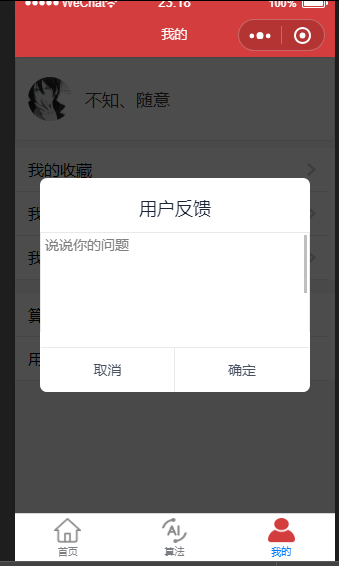 WeChat 23:18 100%
我的
不知、随意
我的收藏
我
我
用户反馈
说说你的问题
算
用
取消 确定
首页 算法 我的